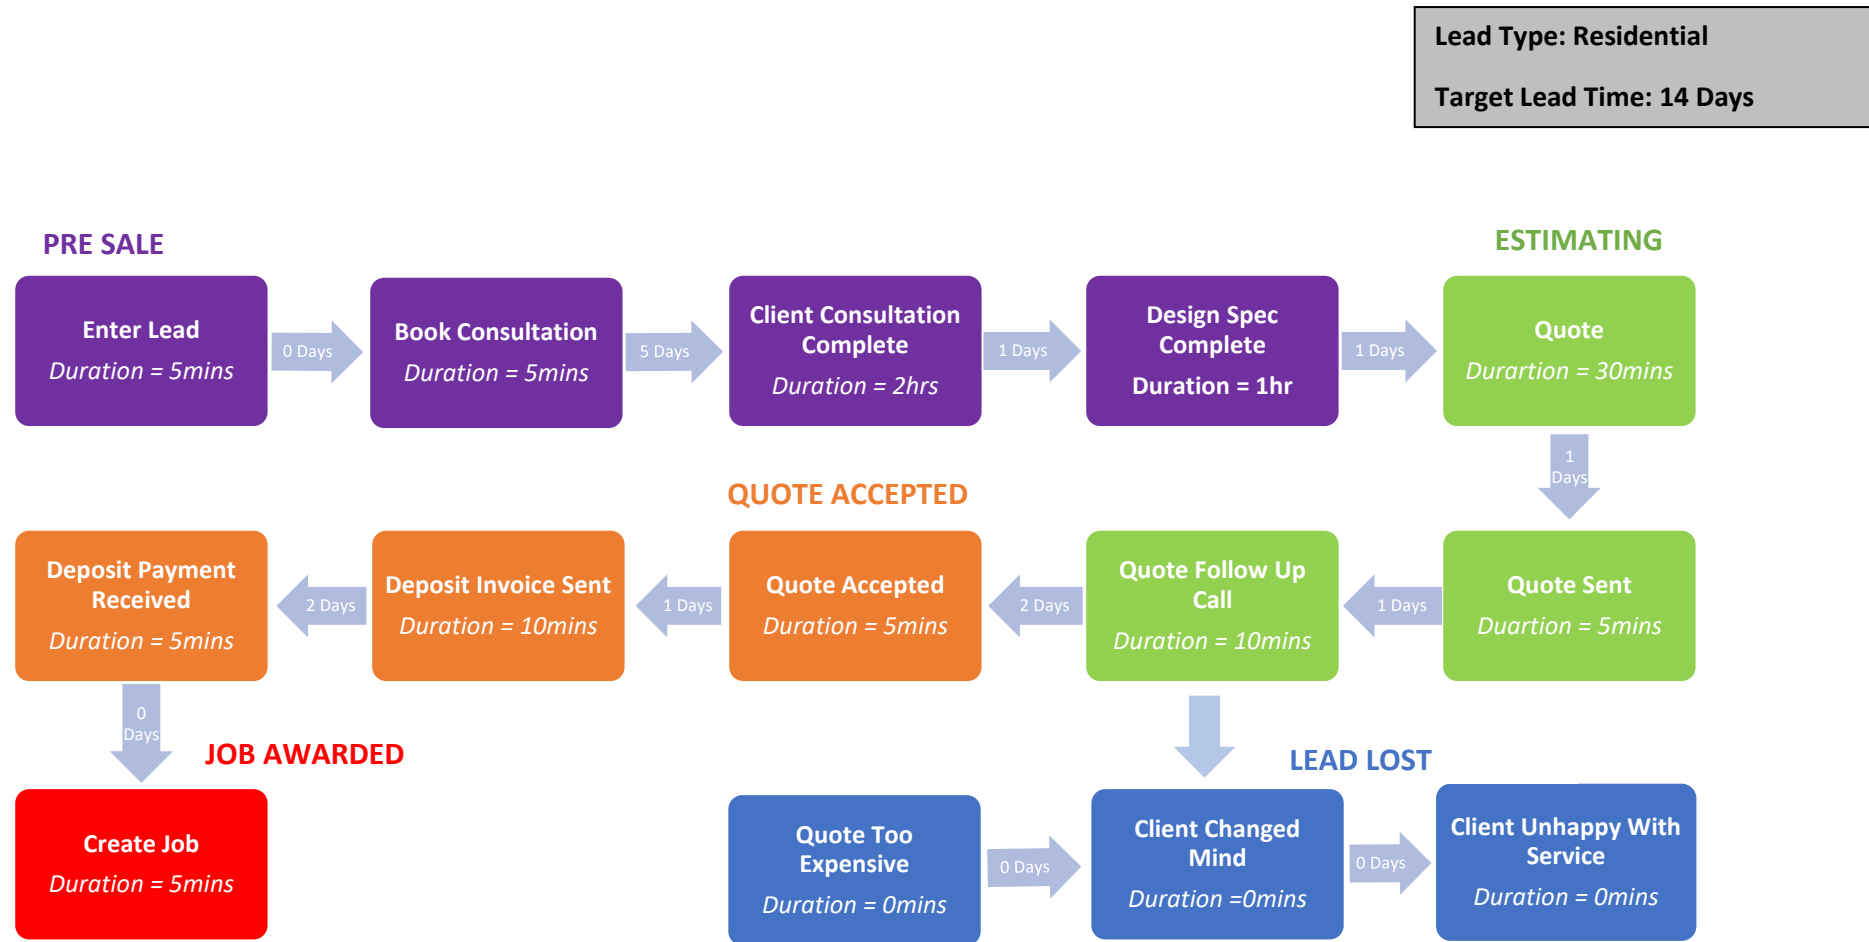 Lead Type: Residential
Target Lead Time: 14 Days
PRE SALE
ESTIMATING
Enter Lead
Duration = 5mins
0 Days
Book Consultation
Duration = 5mins
5 Days
Client Consultation
Complete
Duration = 2hrs
1 Days
Design Spec
Complete
Duration = 1hr
1 Days
Quote
Durartion = 30mins
1
Days
QUOTE ACCEPTED
Deposit Payment
Received
Duration = 5mins
2 Days
Deposit Invoice Sent
Duration = 10mins
1 Days
Quote Accepted
Duration = 5mins
2 Days
Quote Follow Up
Call
Duration = 10mins
1 Days
Quote Sent
Duartion = 5mins
0
Days
JOB AWARDED
LEAD LOST
Create Job
Duration = 5mins
Quote Too
Expensive
Duration = 0mins
0 Days
Client Changed
Mind
Duration =0mins
0 Days
Client Unhappy With
Service
Duration = 0mins